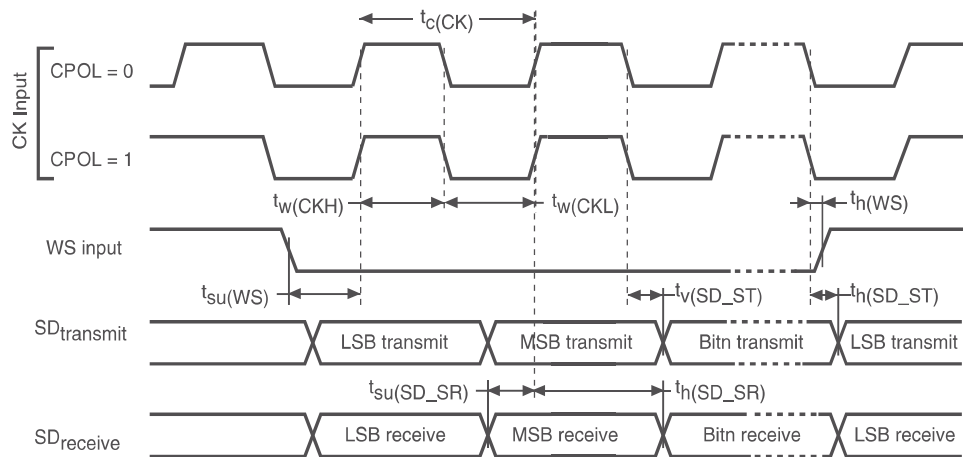 tc(CK)
CK Input
CPOL = 0
CPOL = 1
tw(CKH)
tw(CKL)
th(WS)
WS input
tsu(WS)
tv(SD_ST)
th(SD_ST)
SDtransmit
LSB transmit
MSB transmit
Bitn transmit
LSB transmit
tsu(SD_SR)
th(SD_SR)
SDreceive
LSB receive
MSB receive
Bitn receive
LSB receive